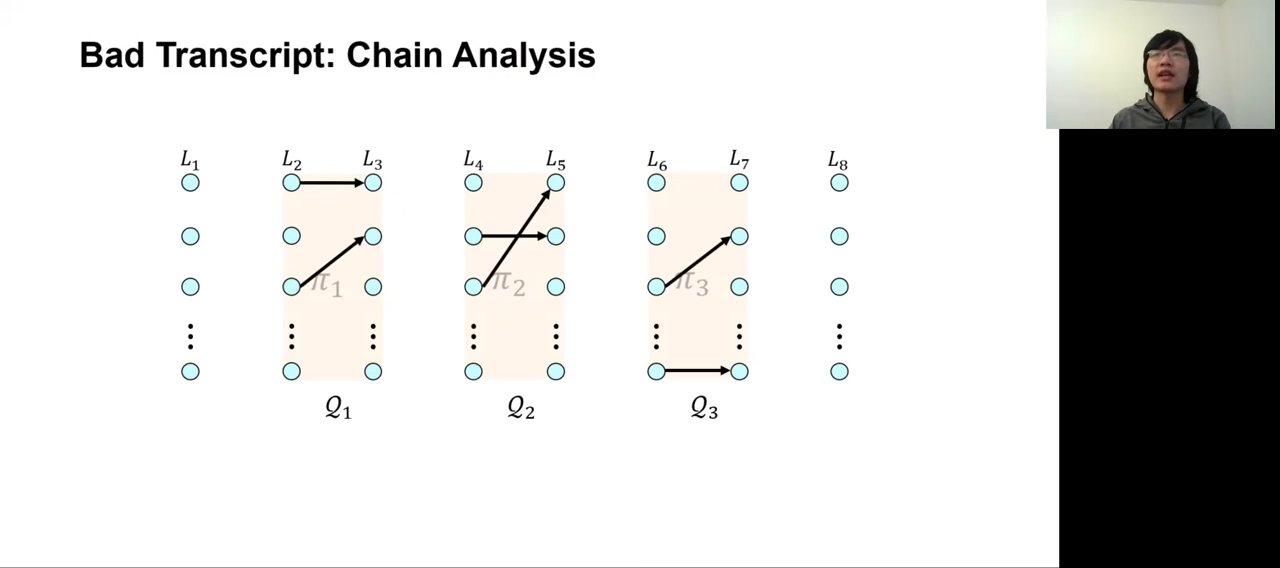 Bad Transcript: Chain Analysis
L₁ L₂ L₃ L₄ L₅ L₆ L₇ L₈
π₁ π₂ π₃
𝒬₁ 𝒬₂ 𝒬₃